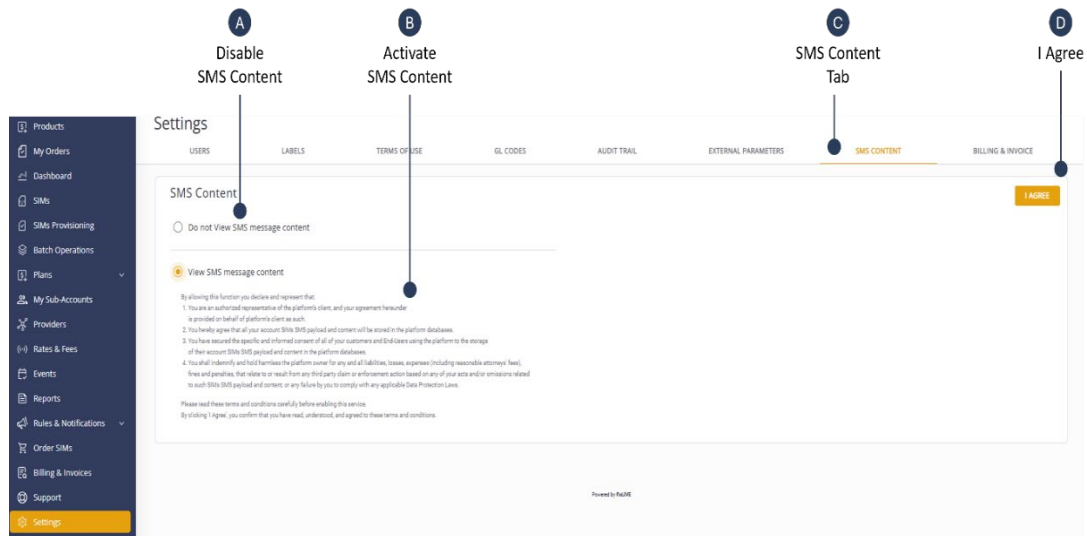 A
B
C
D
Disable
SMS Content
Activate
SMS Content
SMS Content
Tab
I Agree
Products
My Orders
Dashboard
SIMs
SIMs Provisioning
Batch Operations
Plans
My Sub-Accounts
Providers
Rates & Fees
Events
Reports
Rules & Notifications
Order SIMs
Billing & Invoices
Support
Settings
Settings
USERS
LABELS
TERMS OF USE
GL CODES
AUDIT TRAIL
EXTERNAL PARAMETERS
SMS CONTENT
BILLING & INVOICE
SMS Content
I AGREE
Do not View SMS message content
View SMS message content
By allowing this function you declare and represent that:
1. You are an authorized representative of the platform's client, and your agreement hereunder
is provided on behalf of platform's client as such.
2. You hereby agree that all your account SIMs SMS payload and content will be stored in the platform databases.
3. You have secured the specific and informed consent of all of your customers and End-Users using the platform to the storage
of their account SIMs SMS payload and content in the platform databases.
4. You shall indemnify and hold harmless the platform owner for any and all liabilities, losses, expenses (including reasonable attorneys' fees),
fines and penalties, that relate to or result from any third party claim or enforcement action based on any of your acts and/or omissions related
to such SIMs SMS payload and content, or any failure by you to comply with any applicable Data Protection Laws.
Please read these terms and conditions carefully before enabling this service.
By clicking 'I Agree', you confirm that you have read, understood, and agreed to these terms and conditions.
Powered by